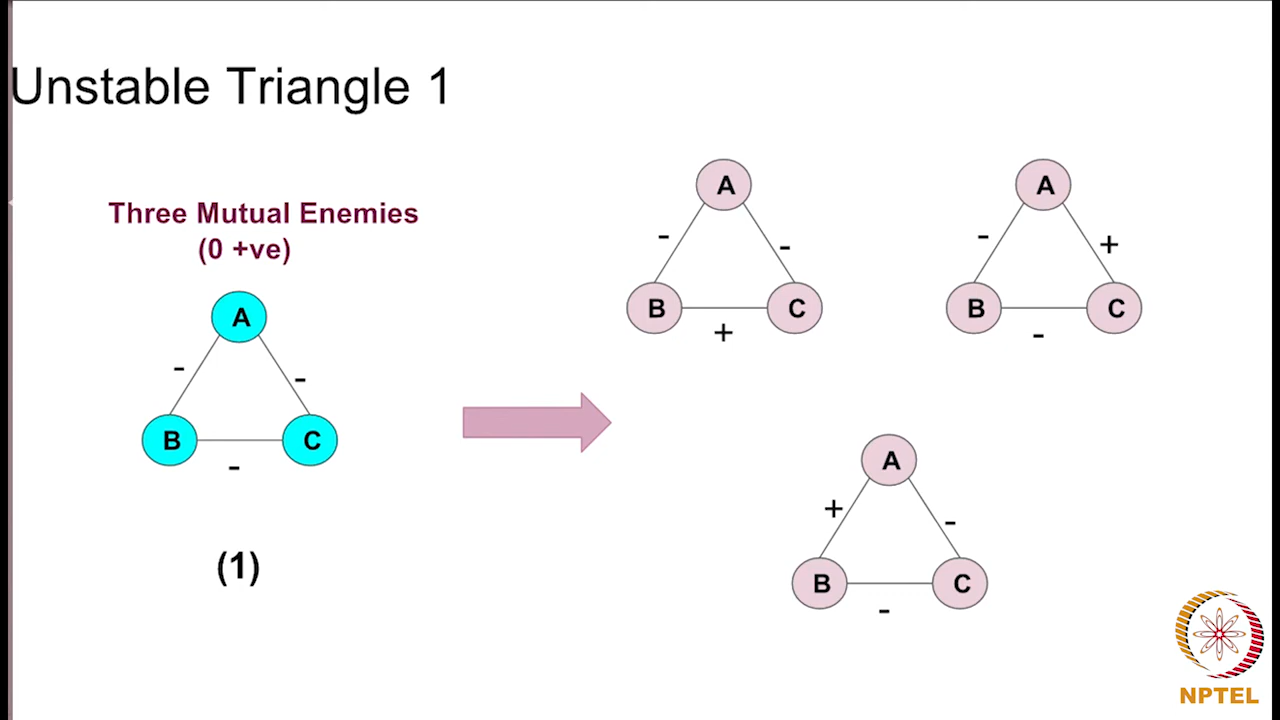 Unstable Triangle 1
Three Mutual Enemies
(0 +ve)
A
-
-
B
C
-
(1)
A
-
-
B
C
+
A
-
+
B
C
-
A
+
-
B
C
-
NPTEL